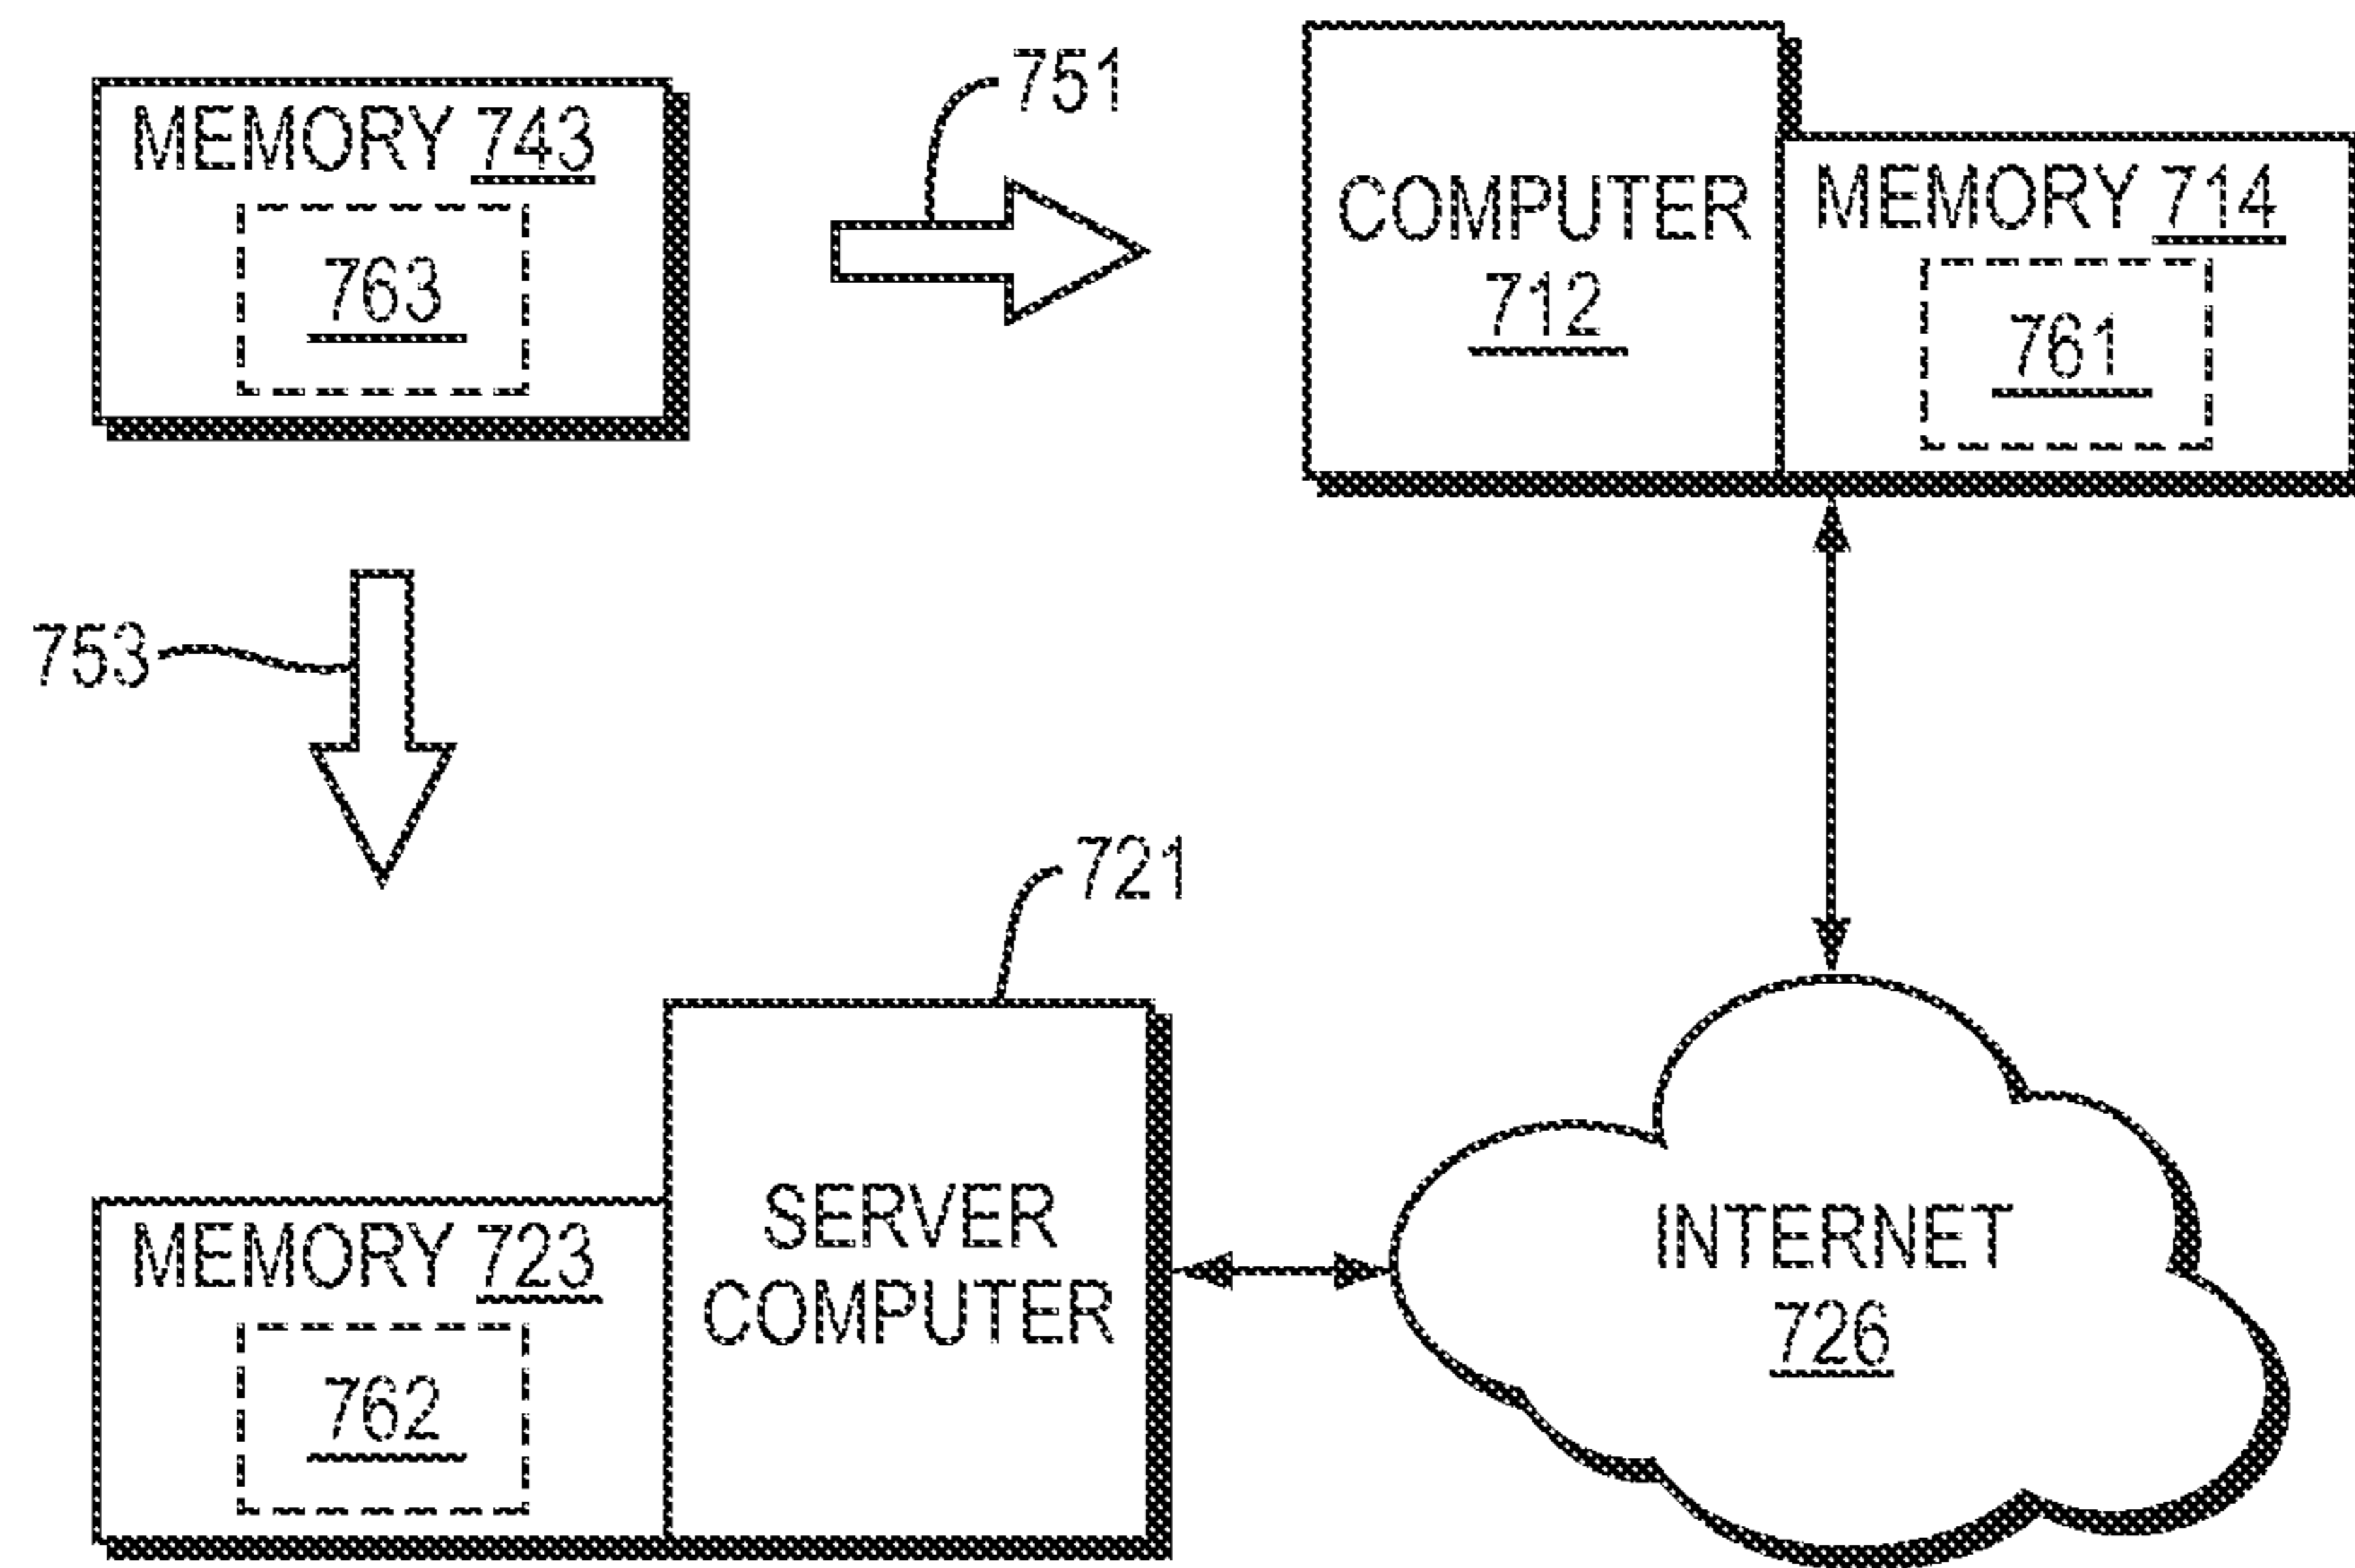 MEMORY 743
763
751
COMPUTER
712
MEMORY 714
761
753
721
MEMORY 723
762
SERVER
COMPUTER
INTERNET
726